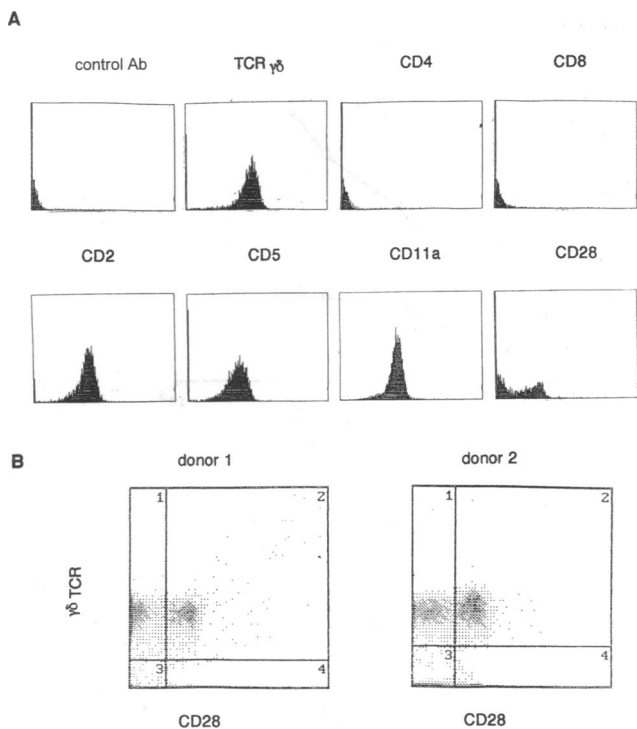 A
control Ab TCR γδ CD4 CD8
CD2 CD5 CD11a CD28
B
donor 1 donor 2
1 2 1 2
γδ TCR
3 4 3 4
CD28 CD28